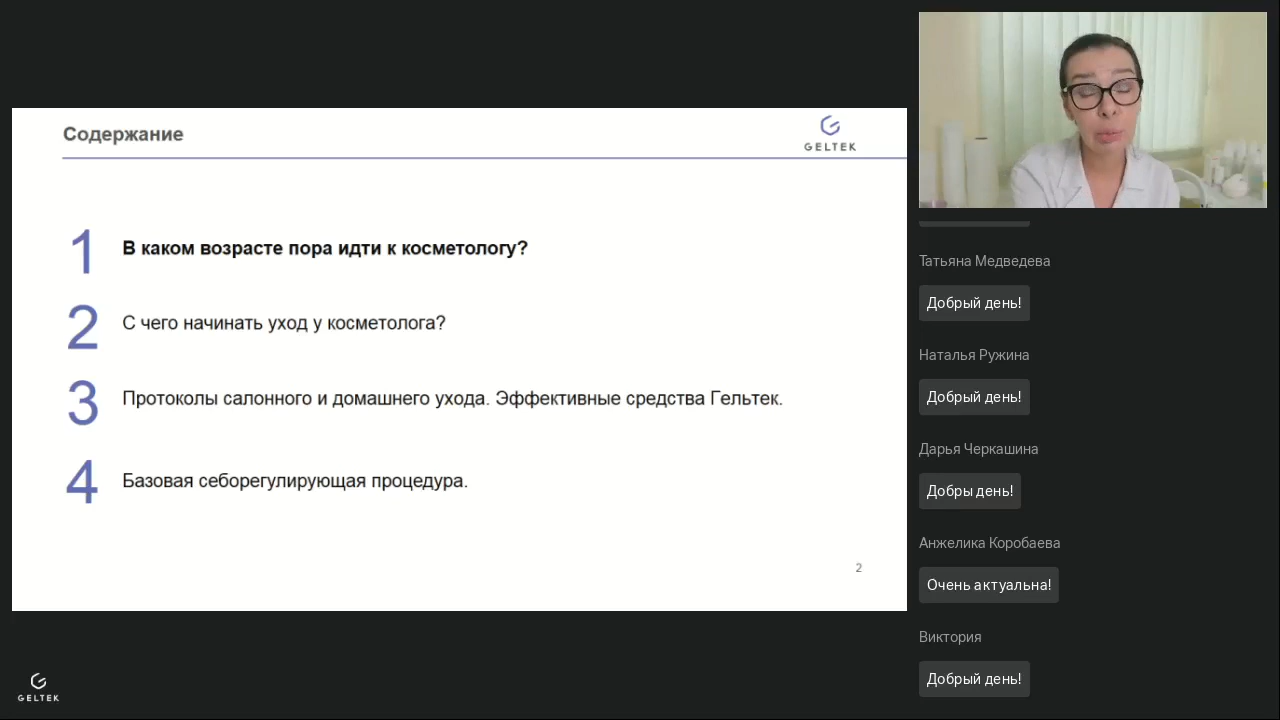 Содержание
GELTEK
1 В каком возрасте пора идти к косметологу?
2 С чего начинать уход у косметолога?
3 Протоколы салонного и домашнего ухода. Эффективные средства Гельтек.
4 Базовая себорегулирующая процедура.
2
GELTEK
Татьяна Медведева
Добрый день!
Наталья Ружина
Добрый день!
Дарья Черкашина
Добры день!
Анжелика Коробаева
Очень актуальна!
Виктория
Добрый день!